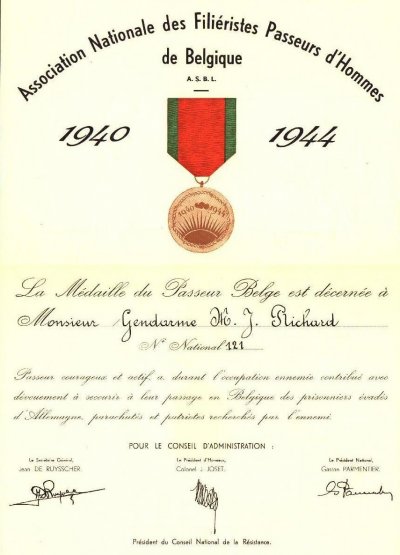 Association Nationale des Filiéristes Passeurs d'Hommes
de Belgique
A.S.B.L.
1940 1944
1940 1944
La Médaille du Passeur Belge est décernée à
Monsieur Gendarme M. J. Richard
N° National 121
Passeur courageux et actif, a durant l'occupation ennemie contribué avec
dévouement à secourir à leur passage en Belgique des prisonniers évadés
d'Allemagne, parachutés et patriotes recherchés par l'ennemi.
POUR LE CONSEIL D'ADMINISTRATION :
Le Secrétaire Général, Le Président d'Honneur, Le Président National,
Jean DE RUYSSCHER. Colonel J. JOSET. Gaston PARMENTIER.
Président du Conseil National de la Résistance.